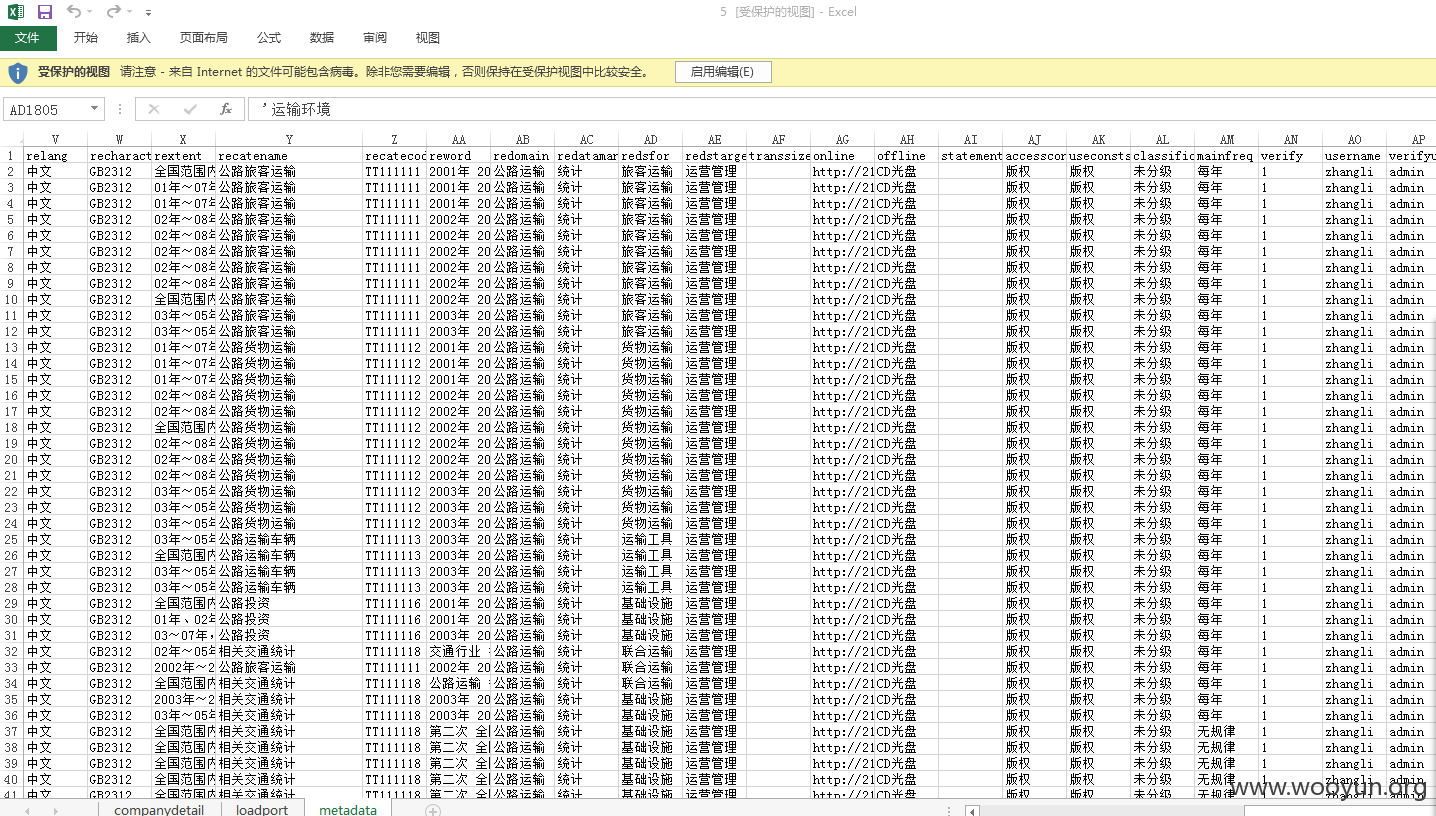 5 [受保护的视图] - Excel
文件 开始 插入 页面布局 公式 数据 审阅 视图
受保护的视图 请注意 - 来自 Internet 的文件可能包含病毒。除非您需要编辑，否则保持在受保护视图中比较安全。 启用编辑(E)
AD1805 fx '运输环境
V W X Y Z AA AB AC AD AE AF AG AH AI AJ AK AL AM AN AO AP
1 relang recharact rextent recatename recatecod reword redomain redatamar redsfor redstarge transsize online offline statement accesscor useconsts classific mainfreq verify username verifyu
2 中文 GB2312 全国范围内 公路旅客运输 TT111111 2001年 20 公路运输 统计 旅客运输 运营管理 http://21 CD光盘 版权 版权 未分级 每年 1 zhangli admin
3 中文 GB2312 01年～07年 公路旅客运输 TT111111 2001年 20 公路运输 统计 旅客运输 运营管理 http://21 CD光盘 版权 版权 未分级 每年 1 zhangli admin
4 中文 GB2312 01年～07年 公路旅客运输 TT111111 2001年 20 公路运输 统计 旅客运输 运营管理 http://21 CD光盘 版权 版权 未分级 每年 1 zhangli admin
5 中文 GB2312 02年～08年 公路旅客运输 TT111111 2002年 20 公路运输 统计 旅客运输 运营管理 http://21 CD光盘 版权 版权 未分级 每年 1 zhangli admin
6 中文 GB2312 02年～08年 公路旅客运输 TT111111 2002年 20 公路运输 统计 旅客运输 运营管理 http://21 CD光盘 版权 版权 未分级 每年 1 zhangli admin
7 中文 GB2312 02年～08年 公路旅客运输 TT111111 2002年 20 公路运输 统计 旅客运输 运营管理 http://21 CD光盘 版权 版权 未分级 每年 1 zhangli admin
8 中文 GB2312 02年～08年 公路旅客运输 TT111111 2002年 20 公路运输 统计 旅客运输 运营管理 http://21 CD光盘 版权 版权 未分级 每年 1 zhangli admin
9 中文 GB2312 02年～08年 公路旅客运输 TT111111 2002年 20 公路运输 统计 旅客运输 运营管理 http://21 CD光盘 版权 版权 未分级 每年 1 zhangli admin
10 中文 GB2312 全国范围内 公路旅客运输 TT111111 2002年 20 公路运输 统计 旅客运输 运营管理 http://21 CD光盘 版权 版权 未分级 每年 1 zhangli admin
11 中文 GB2312 03年～05年 公路旅客运输 TT111111 2003年 20 公路运输 统计 旅客运输 运营管理 http://21 CD光盘 版权 版权 未分级 每年 1 zhangli admin
12 中文 GB2312 03年～05年 公路旅客运输 TT111111 2003年 20 公路运输 统计 旅客运输 运营管理 http://21 CD光盘 版权 版权 未分级 每年 1 zhangli admin
13 中文 GB2312 01年～07年 公路货物运输 TT111112 2001年 20 公路运输 统计 货物运输 运营管理 http://21 CD光盘 版权 版权 未分级 每年 1 zhangli admin
14 中文 GB2312 01年～07年 公路货物运输 TT111112 2001年 20 公路运输 统计 货物运输 运营管理 http://21 CD光盘 版权 版权 未分级 每年 1 zhangli admin
15 中文 GB2312 01年～07年 公路货物运输 TT111112 2001年 20 公路运输 统计 货物运输 运营管理 http://21 CD光盘 版权 版权 未分级 每年 1 zhangli admin
16 中文 GB2312 02年～08年 公路货物运输 TT111112 2002年 20 公路运输 统计 货物运输 运营管理 http://21 CD光盘 版权 版权 未分级 每年 1 zhangli admin
17 中文 GB2312 02年～08年 公路货物运输 TT111112 2002年 20 公路运输 统计 货物运输 运营管理 http://21 CD光盘 版权 版权 未分级 每年 1 zhangli admin
18 中文 GB2312 全国范围内 公路货物运输 TT111112 2002年 20 公路运输 统计 货物运输 运营管理 http://21 CD光盘 版权 版权 未分级 每年 1 zhangli admin
19 中文 GB2312 02年～08年 公路货物运输 TT111112 2002年 20 公路运输 统计 货物运输 运营管理 http://21 CD光盘 版权 版权 未分级 每年 1 zhangli admin
20 中文 GB2312 02年～08年 公路货物运输 TT111112 2002年 20 公路运输 统计 货物运输 运营管理 http://21 CD光盘 版权 版权 未分级 每年 1 zhangli admin
21 中文 GB2312 02年～08年 公路货物运输 TT111112 2002年 20 公路运输 统计 货物运输 运营管理 http://21 CD光盘 版权 版权 未分级 每年 1 zhangli admin
22 中文 GB2312 03年～05年 公路货物运输 TT111112 2003年 20 公路运输 统计 货物运输 运营管理 http://21 CD光盘 版权 版权 未分级 每年 1 zhangli admin
23 中文 GB2312 03年～05年 公路货物运输 TT111112 2003年 20 公路运输 统计 货物运输 运营管理 http://21 CD光盘 版权 版权 未分级 每年 1 zhangli admin
24 中文 GB2312 03年～05年 公路货物运输 TT111112 2003年 20 公路运输 统计 货物运输 运营管理 http://21 CD光盘 版权 版权 未分级 每年 1 zhangli admin
25 中文 GB2312 03年～05年 公路运输车辆 TT111113 2003年 20 公路运输 统计 运输工具 运营管理 http://21 CD光盘 版权 版权 未分级 每年 1 zhangli admin
26 中文 GB2312 全国范围内 公路运输车辆 TT111113 2003年 20 公路运输 统计 运输工具 运营管理 http://21 CD光盘 版权 版权 未分级 每年 1 zhangli admin
27 中文 GB2312 03年～05年 公路运输车辆 TT111113 2003年 20 公路运输 统计 运输工具 运营管理 http://21 CD光盘 版权 版权 未分级 每年 1 zhangli admin
28 中文 GB2312 03年～05年 公路运输车辆 TT111113 2003年 20 公路运输 统计 运输工具 运营管理 http://21 CD光盘 版权 版权 未分级 每年 1 zhangli admin
29 中文 GB2312 全国范围内 公路投资 TT111116 2001年 20 公路运输 统计 基础设施 运营管理 http://21 CD光盘 版权 版权 未分级 每年 1 zhangli admin
30 中文 GB2312 01年、02年 公路投资 TT111116 2001年 20 公路运输 统计 基础设施 运营管理 http://21 CD光盘 版权 版权 未分级 每年 1 zhangli admin
31 中文 GB2312 03～07年, 公路投资 TT111116 2003年 20 公路运输 统计 基础设施 运营管理 http://21 CD光盘 版权 版权 未分级 每年 1 zhangli admin
32 中文 GB2312 02年～05年 相关交通统计 TT111118 交通行业 公路运输 统计 联合运输 运营管理 http://21 CD光盘 版权 版权 未分级 每年 1 zhangli admin
33 中文 GB2312 2002年～2 公路旅客运输 TT111111 2002年 20 公路运输 统计 联合运输 运营管理 http://21 CD光盘 版权 版权 未分级 每年 1 zhangli admin
34 中文 GB2312 全国范围内 相关交通统计 TT111118 公路运输 公路运输 统计 联合运输 运营管理 http://21 CD光盘 版权 版权 未分级 每年 1 zhangli admin
35 中文 GB2312 2003年～2 相关交通统计 TT111118 2003年 20 公路运输 统计 基础设施 运营管理 http://21 CD光盘 版权 版权 未分级 每年 1 zhangli admin
36 中文 GB2312 03年～05年 相关交通统计 TT111118 2003年 20 公路运输 统计 基础设施 运营管理 http://21 CD光盘 版权 版权 未分级 每年 1 zhangli admin
37 中文 GB2312 全国范围内 相关交通统计 TT111118 第二次 全 公路运输 统计 基础设施 运营管理 http://21 CD光盘 版权 版权 未分级 无规律 1 zhangli admin
38 中文 GB2312 全国范围内 相关交通统计 TT111118 第二次 全 公路运输 统计 基础设施 运营管理 http://21 CD光盘 版权 版权 未分级 无规律 1 zhangli admin
39 中文 GB2312 全国范围内 相关交通统计 TT111118 第二次 全 公路运输 统计 基础设施 运营管理 http://21 CD光盘 版权 版权 未分级 无规律 1 zhangli admin
40 中文 GB2312 全国范围内 相关交通统计 TT111118 第二次 全 公路运输 统计 基础设施 运营管理 http://21 CD光盘 版权 版权 未分级 无规律 1 zhangli admin
41 中文 GB2312 全国范围内 相关交通统计 TT111118 第二次 全 公路运输 统计 基础设施 运营管理 http://21 CD光盘 版权 版权 未分级 无规律 1 zhangli admin
www.wooyun.org
companydetail loadport metadata